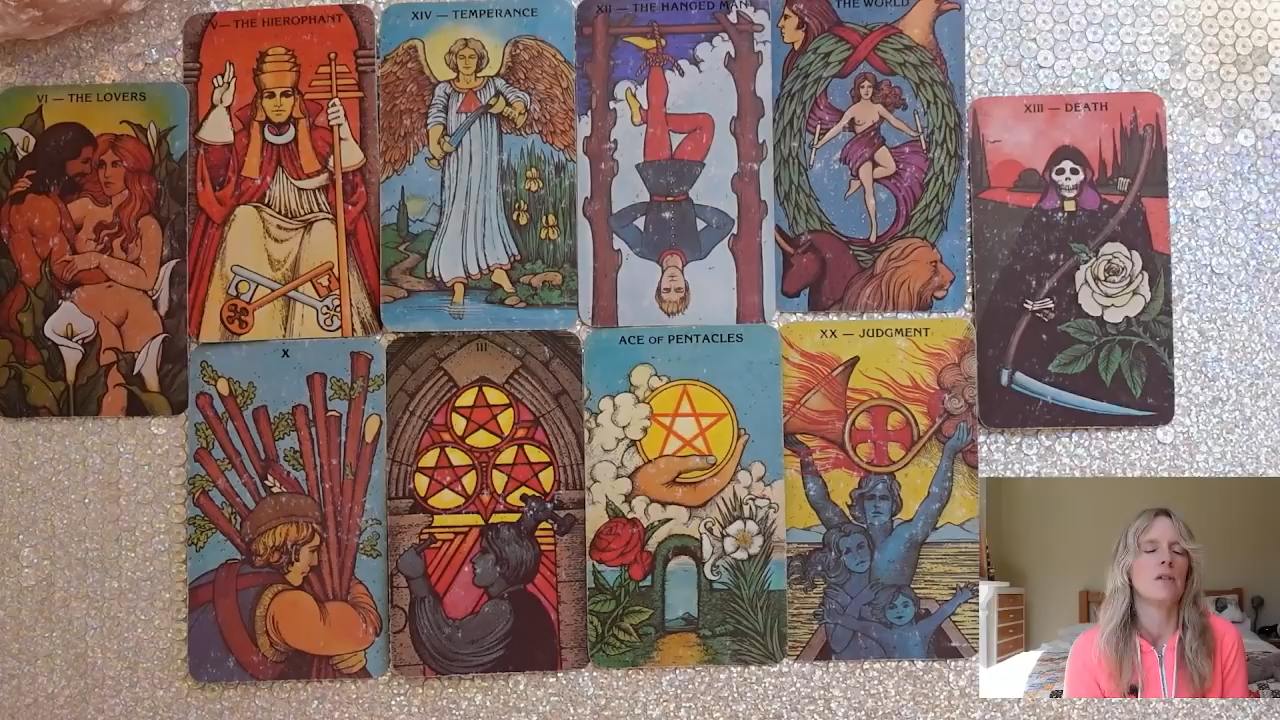 VI — THE LOVERS
V — THE HIEROPHANT
XIV — TEMPERANCE
XII — THE HANGED MAN
THE WORLD
XIII — DEATH
X
III
ACE OF PENTACLES
XX — JUDGMENT